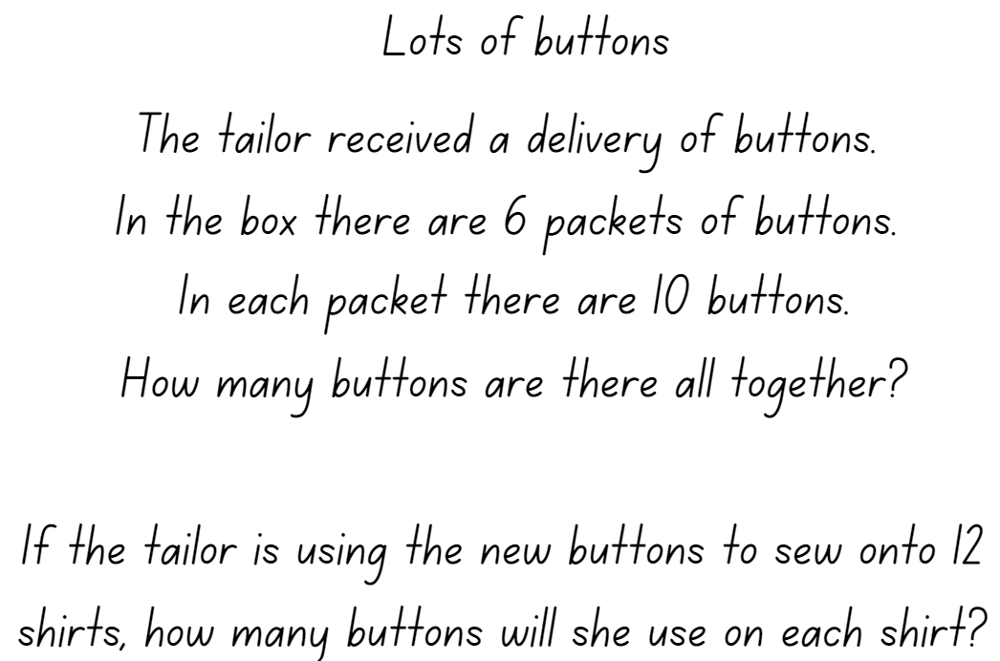 Lots of buttons
The tailor received a delivery of buttons.
In the box there are 6 packets of buttons.
In each packet there are 10 buttons.
How many buttons are there all together?
If the tailor is using the new buttons to sew onto 12
shirts, how many buttons will she use on each shirt?